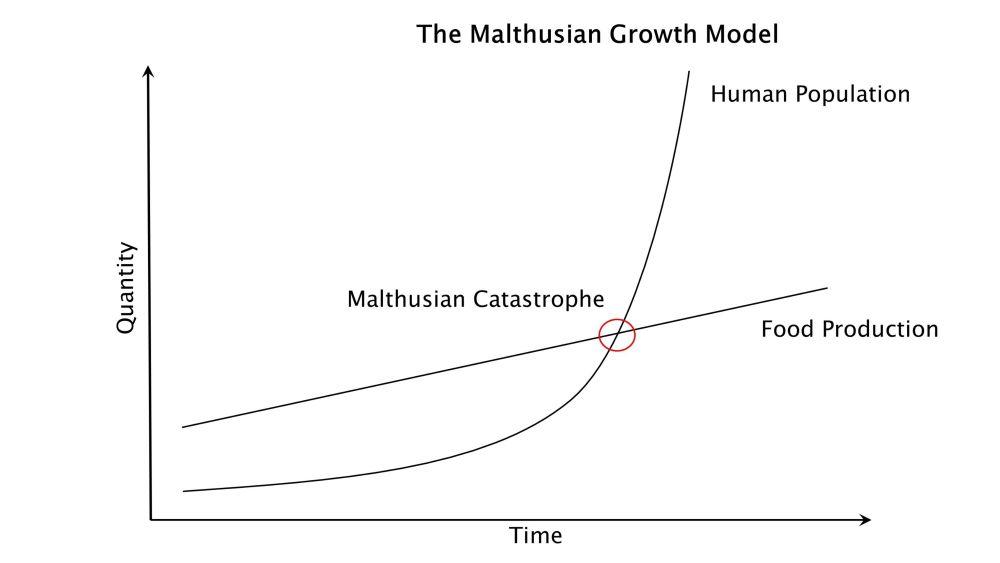 The Malthusian Growth Model
Human Population
Quantity
Malthusian Catastrophe
Food Production
Time